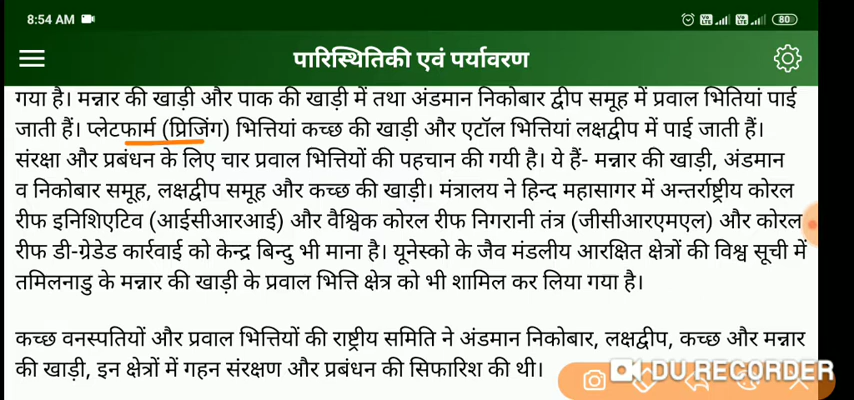 8:54 AM
80
पारिस्थितिकी एवं पर्यावरण
गया है। मन्नार की खाड़ी और पाक की खाड़ी में तथा अंडमान निकोबार द्वीप समूह में प्रवाल भितियां पाई
जाती हैं। प्लेटफार्म (प्रिजिंग) भित्तियां कच्छ की खाड़ी और एटॉल भित्तियां लक्षद्वीप में पाई जाती हैं।
संरक्षा और प्रबंधन के लिए चार प्रवाल भित्तियों की पहचान की गयी है। ये हैं- मन्नार की खाड़ी, अंडमान
व निकोबार समूह, लक्षद्वीप समूह और कच्छ की खाड़ी। मंत्रालय ने हिन्द महासागर में अन्तर्राष्ट्रीय कोरल
रीफ इनिशिएटिव (आईसीआरआई) और वैश्विक कोरल रीफ निगरानी तंत्र (जीसीआरएमएल) और कोरल
रीफ डी-ग्रेडेड कार्रवाई को केन्द्र बिन्दु भी माना है। यूनेस्को के जैव मंडलीय आरक्षित क्षेत्रों की विश्व सूची में
तमिलनाडु के मन्नार की खाड़ी के प्रवाल भित्ति क्षेत्र को भी शामिल कर लिया गया है।
कच्छ वनस्पतियों और प्रवाल भित्तियों की राष्ट्रीय समिति ने अंडमान निकोबार, लक्षद्वीप, कच्छ और मन्नार
की खाड़ी, इन क्षेत्रों में गहन संरक्षण और प्रबंधन की सिफारिश की थी।
DU RECORDER